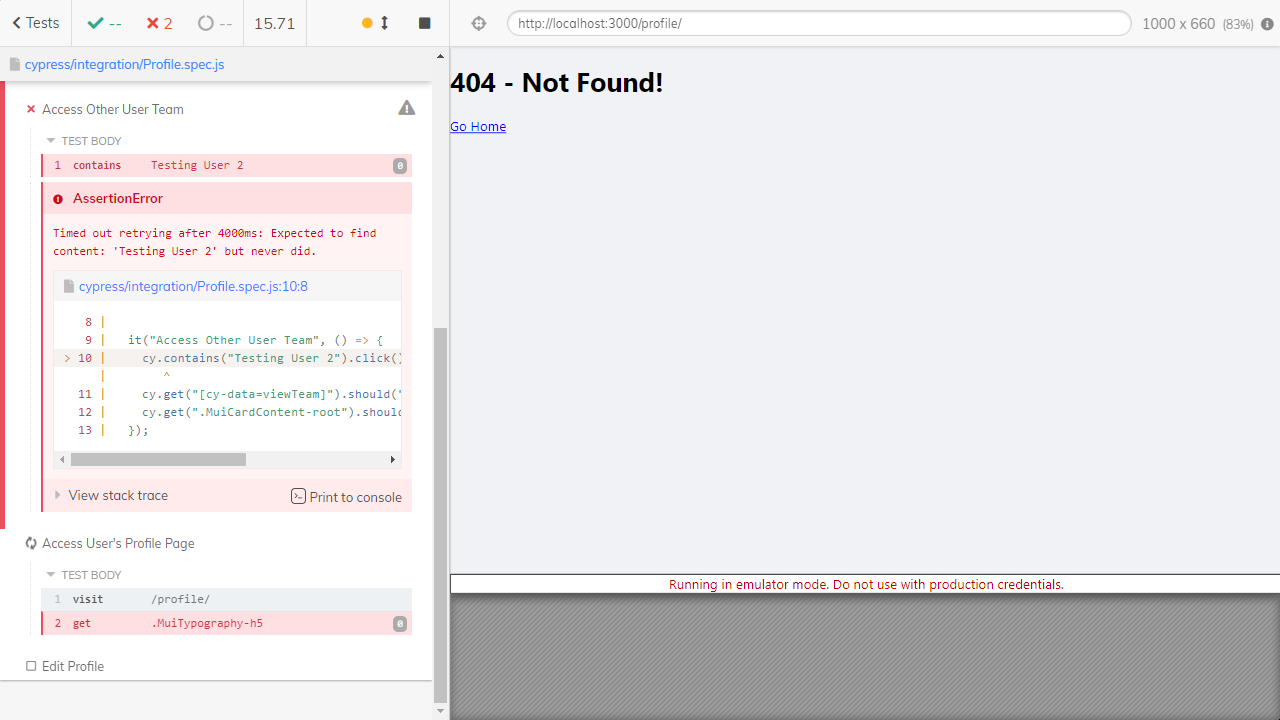 Tests
--
2
--
15.71
http://localhost:3000/profile/
1000 x 660 (83%)
cypress/integration/Profile.spec.js
Access Other User Team
TEST BODY
1 contains Testing User 2 0
AssertionError
Timed out retrying after 4000ms: Expected to find
content: 'Testing User 2' but never did.
cypress/integration/Profile.spec.js:10:8
8 |
9 | it("Access Other User Team", () => {
> 10 | cy.contains("Testing User 2").click()
| ^
11 | cy.get("[cy-data=viewTeam]").should("
12 | cy.get(".MuiCardContent-root").should
13 | });
View stack trace
Print to console
Access User's Profile Page
TEST BODY
1 visit /profile/
2 get .MuiTypography-h5 0
Edit Profile
404 - Not Found!
Go Home
Running in emulator mode. Do not use with production credentials.